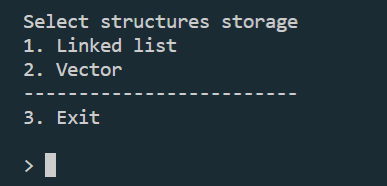 Select structures storage
1. Linked list
2. Vector
-------------------------
3. Exit
>